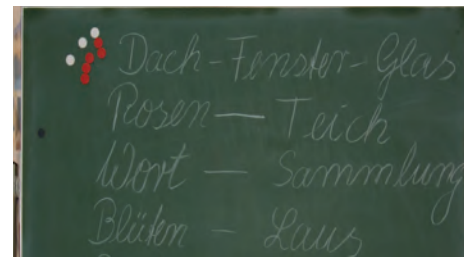 Dach-Fenster-Glas
Rosen — Teich
Wort — Sammlung
Blüten — Laus